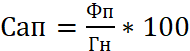 Сап = Фп/Гн * 100